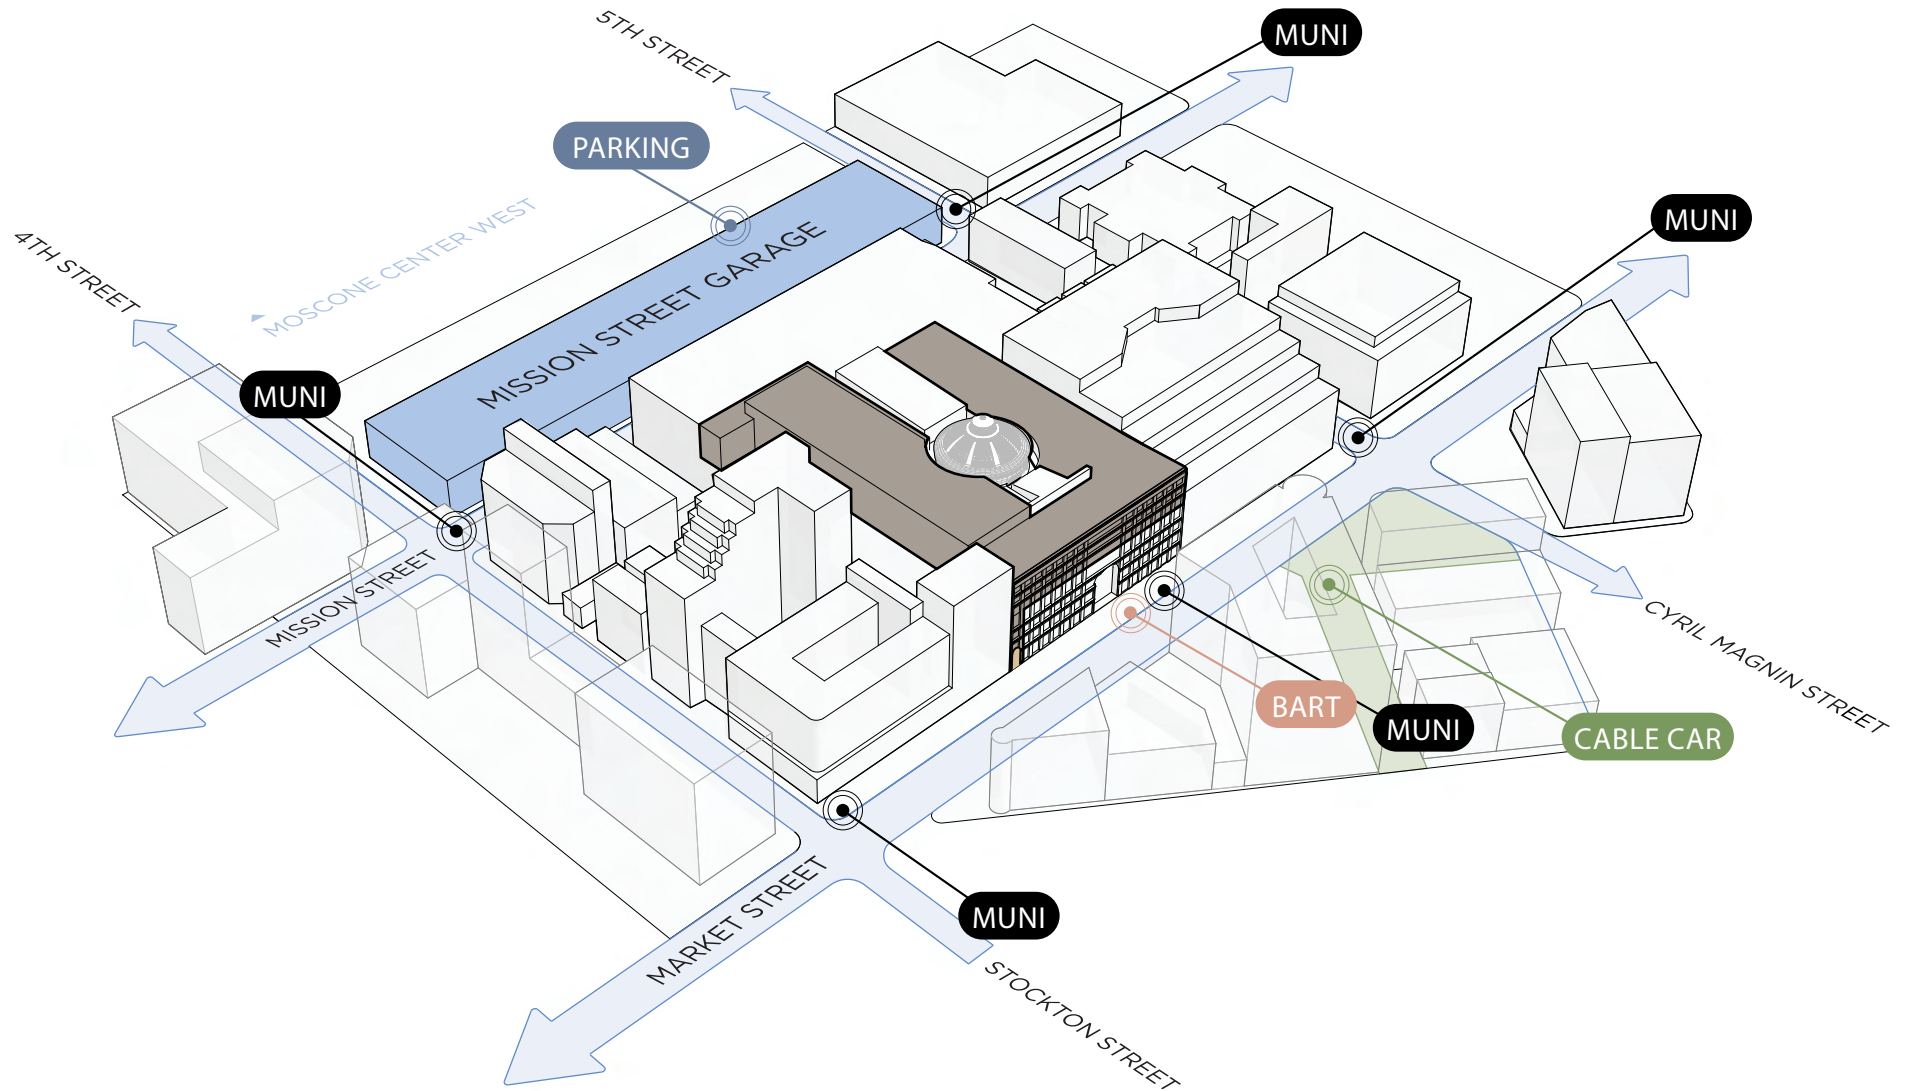 5TH STREET
MUNI
PARKING
MUNI
MOSCONE CENTER WEST
4TH STREET
MISSION STREET GARAGE
MUNI
MISSION STREET
CYRIL MAGNIN STREET
BART
MUNI
CABLE CAR
MARKET STREET
MUNI
STOCKTON STREET